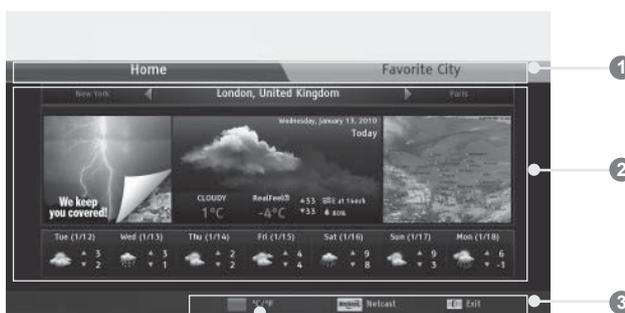 Home
Favorite City
1
New York
London, United Kingdom
Paris
Wednesday, January 13, 2010
Today
We keep
you covered!
CLOUDY
RealFeel®
1°C
-4°C
+33
▼33
80%
2
Tue (1/12)
Wed (1/13)
Thu (1/14)
Fri (1/15)
Sat (1/16)
Sun (1/17)
Mon (1/18)
▲ 3
▼ 2
▲ 3
▼ 1
▲ 2
▼ 2
▲ 4
▼ 4
▲ 9
▼ 8
▲ 9
▼ 3
▲ 6
▼ -1
°C/°F
Netcast
Exit
3